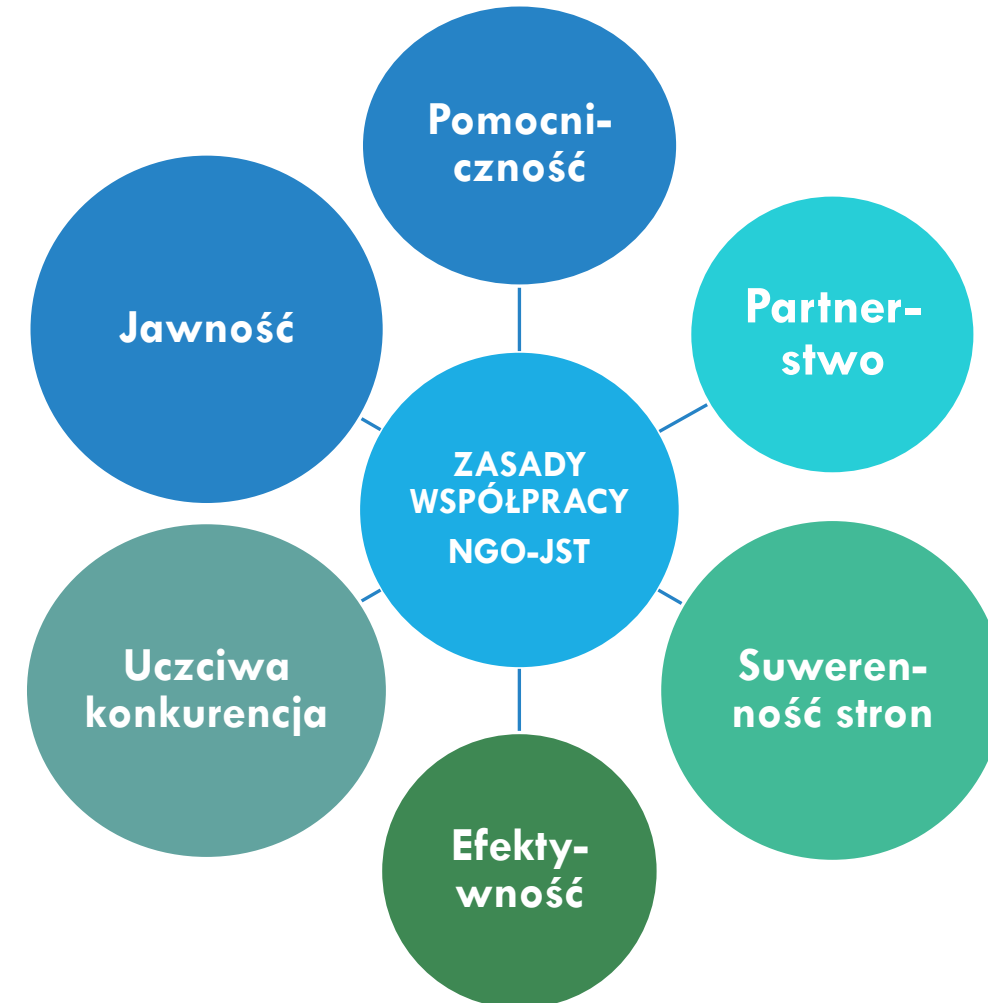 Pomocni-
czność
Partner-
stwo
Suweren-
ność stron
Efekty-
wność
Uczciwa
konkurencja
Jawność
ZASADY
WSPÓŁPRACY
NGO-JST